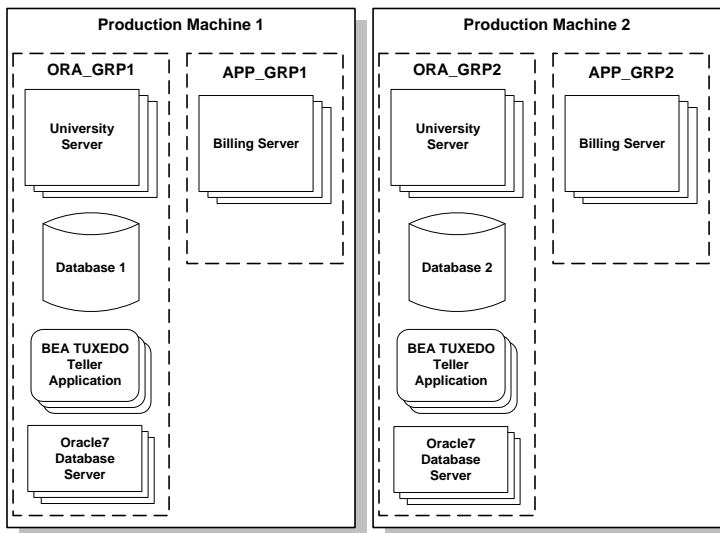 Production Machine 1
ORA_GRP1
University
Server
Database 1
BEA TUXEDO
Teller
Application
Oracle7
Database
Server
APP_GRP1
Billing Server
Production Machine 2
ORA_GRP2
University
Server
Database 2
BEA TUXEDO
Teller
Application
Oracle7
Database
Server
APP_GRP2
Billing Server